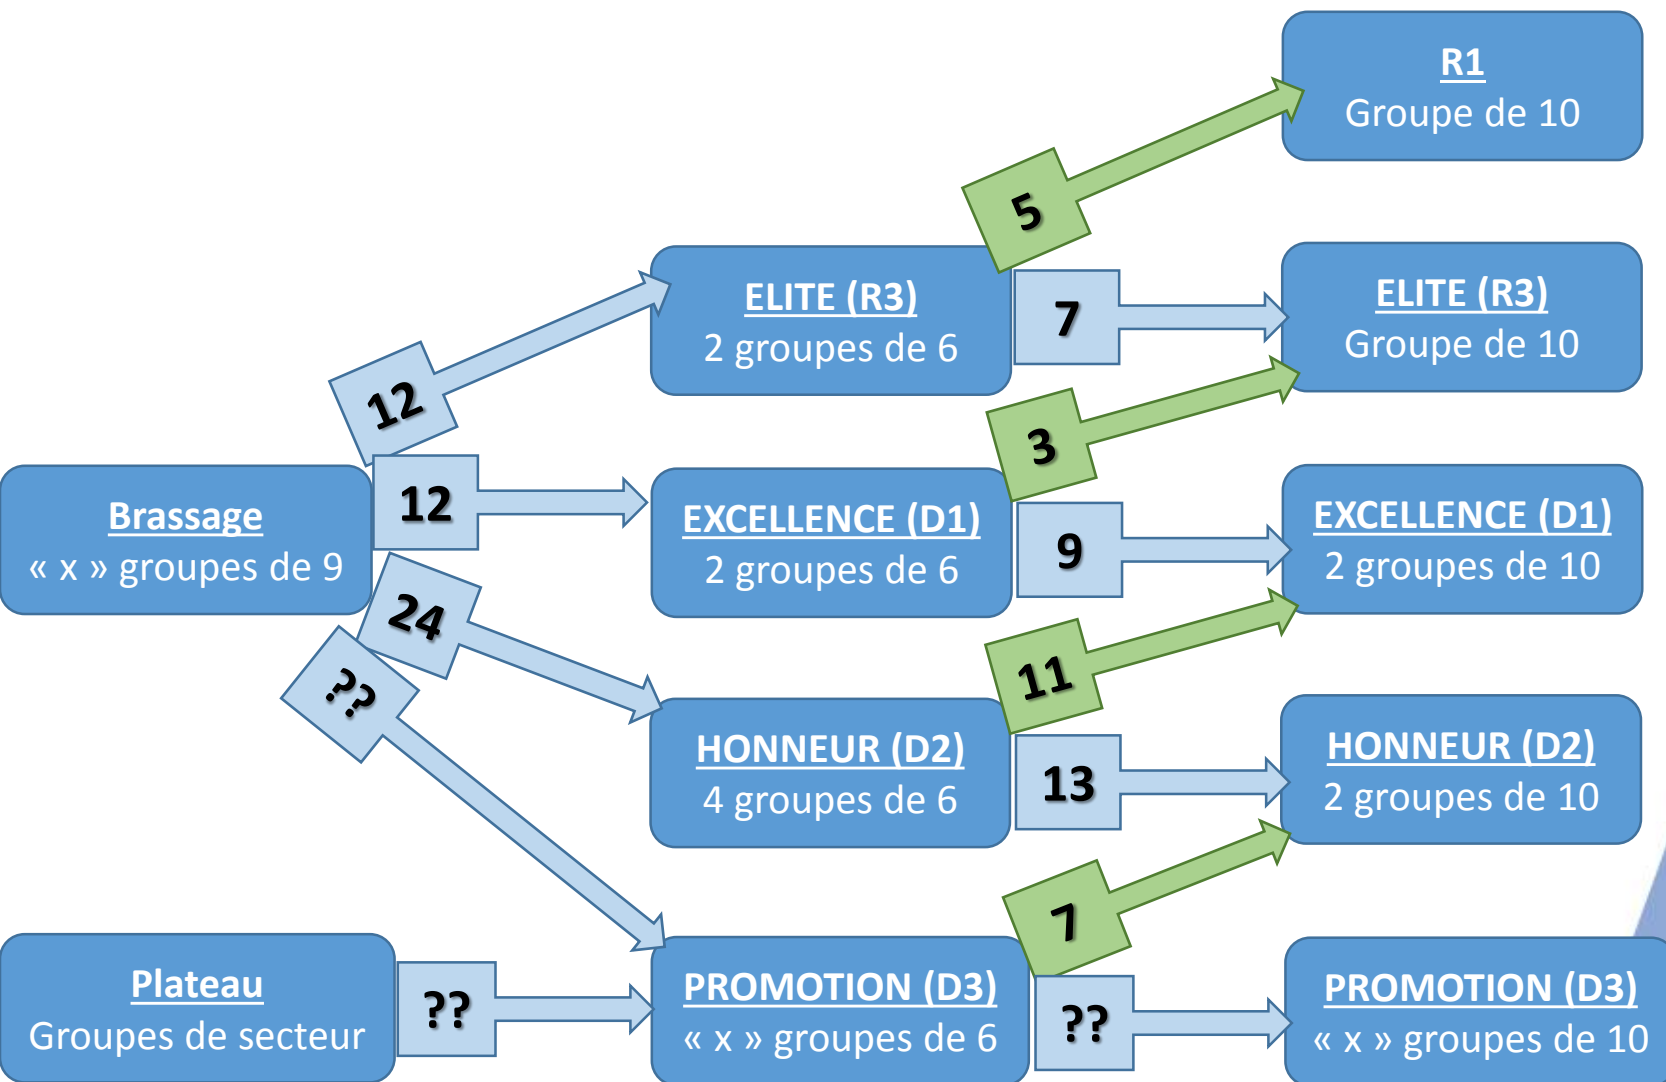 R1
Groupe de 10
5
ELITE (R3)
2 groupes de 6
7
ELITE (R3)
Groupe de 10
12
3
Brassage
« x » groupes de 9
12
EXCELLENCE (D1)
2 groupes de 6
9
EXCELLENCE (D1)
2 groupes de 10
24
11
??
HONNEUR (D2)
4 groupes de 6
13
HONNEUR (D2)
2 groupes de 10
7
Plateau
Groupes de secteur
??
PROMOTION (D3)
« x » groupes de 6
??
PROMOTION (D3)
« x » groupes de 10